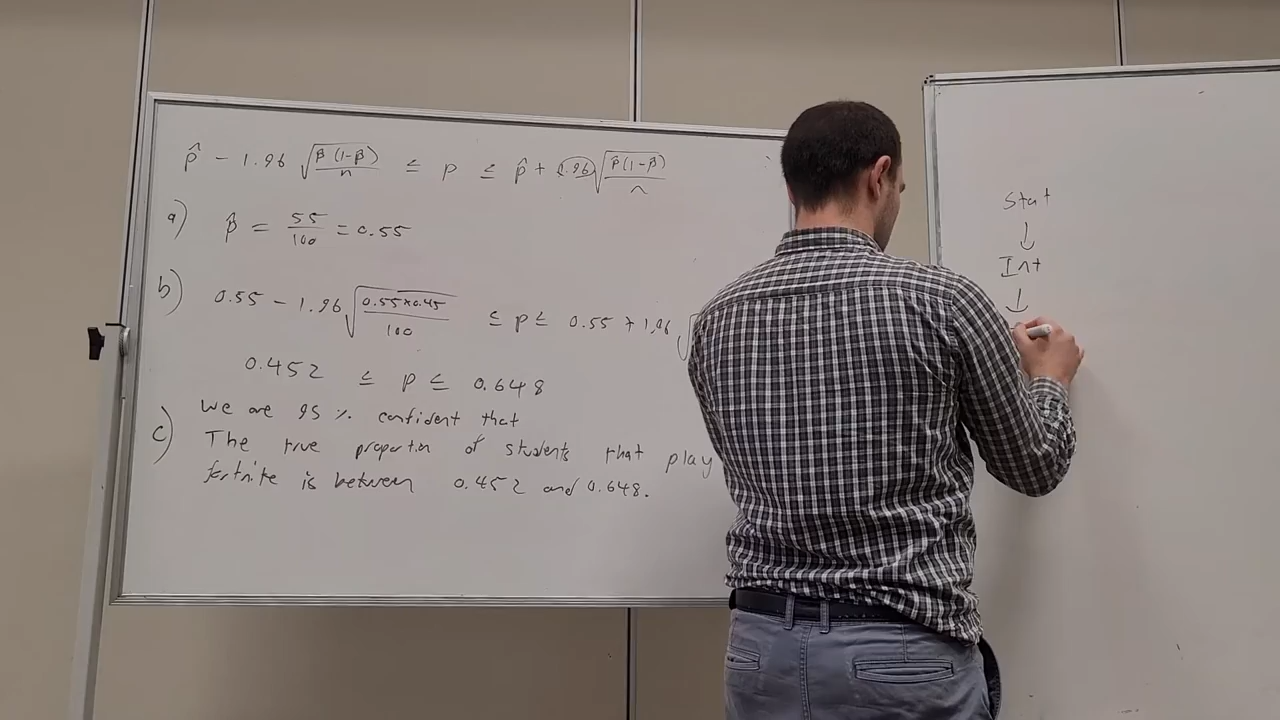 p̂ - 1.96 √(p̂(1-p̂)/n) ≤ p ≤ p̂ + 1.96 √(p̂(1-p̂)/n)
a) p̂ = 55/100 = 0.55
b) 0.55 - 1.96 √(0.55×0.45/100) ≤ p ≤ 0.55 + 1.96 √
0.452 ≤ p ≤ 0.648
c) We are 95 % confident that
The true proportion of students that play
fortnite is between 0.452 and 0.648.
Stat
↓
Int
↓